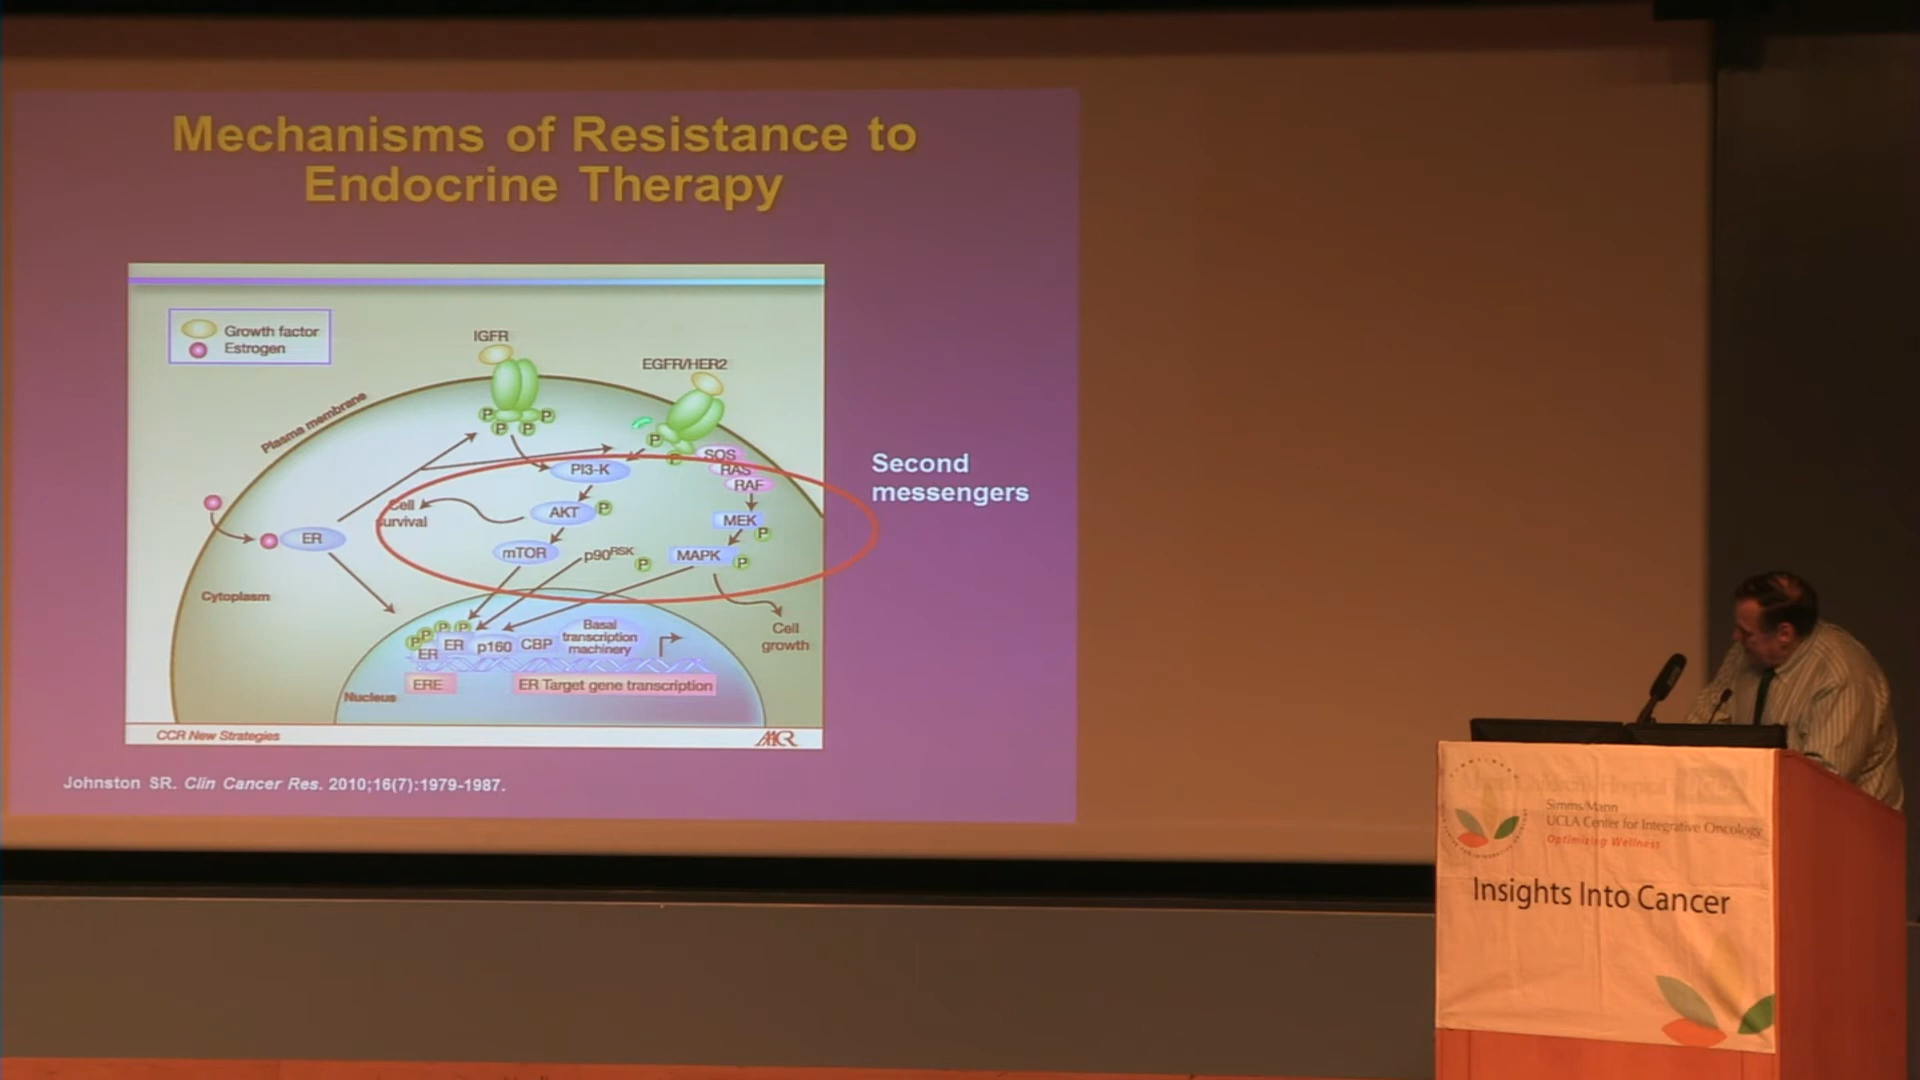 Mechanisms of Resistance to
Endocrine Therapy
Growth factor
Estrogen
IGFR
EGFR/HER2
Plasma membrane
P
P
P
P
P
P
SOS
RAS
RAF
PI3-K
Cell
survival
AKT
P
MEK
P
ER
mTOR
p90RSK
P
MAPK
P
Cytoplasm
Cell
growth
P
P
P
P
ER
ER
p160
CBP
Basal
transcription
machinery
ERE
ER Target gene transcription
Nucleus
CCR New Strategies
AACR
Second
messengers
Johnston SR. Clin Cancer Res. 2010;16(7):1979-1987.
Simms/Mann
UCLA Center for Integrative Oncology
Optimizing Wellness
Insights Into Cancer